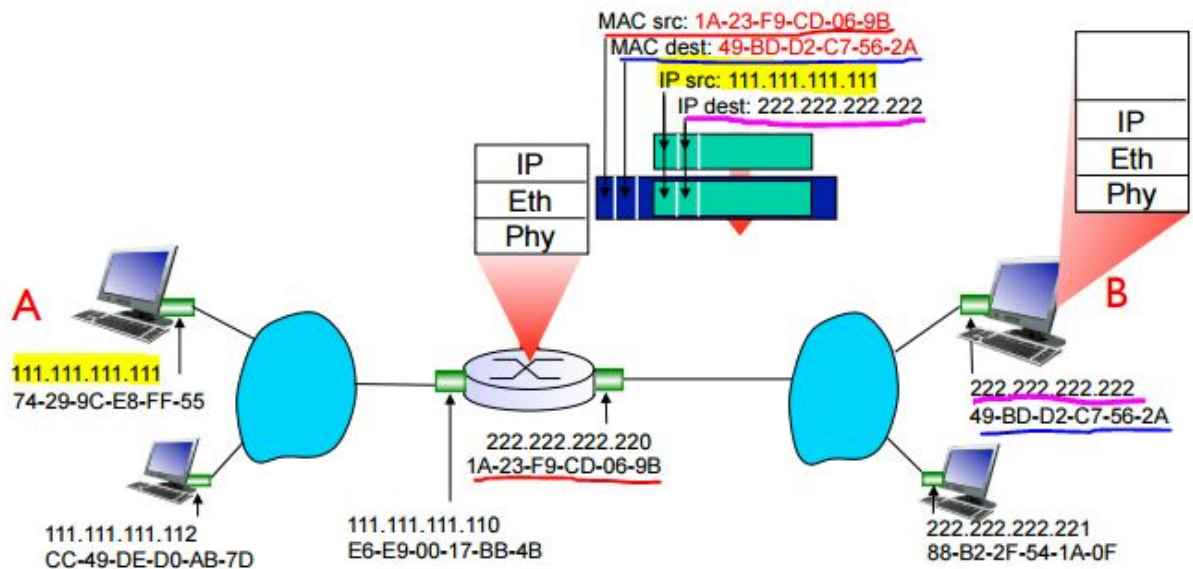 MAC src: 1A-23-F9-CD-06-9B
MAC dest: 49-BD-D2-C7-56-2A
IP src: 111.111.111.111
IP dest: 222.222.222.222
IP
Eth
Phy
IP
Eth
Phy
A
111.111.111.111
74-29-9C-E8-FF-55
111.111.111.112
CC-49-DE-D0-AB-7D
111.111.111.110
E6-E9-00-17-BB-4B
222.222.222.220
1A-23-F9-CD-06-9B
B
222.222.222.222
49-BD-D2-C7-56-2A
222.222.222.221
88-B2-2F-54-1A-0F